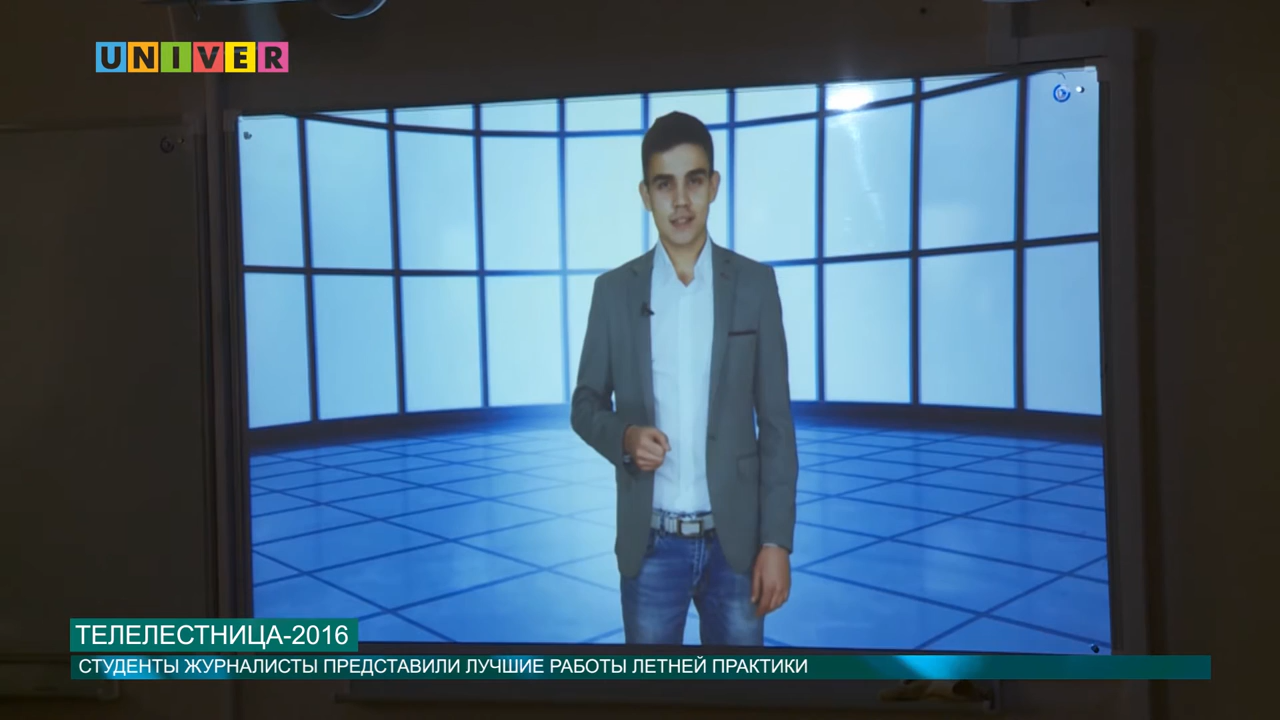 UNIVER
ТЕЛЕЛЕСТНИЦА-2016
СТУДЕНТЫ ЖУРНАЛИСТЫ ПРЕДСТАВИЛИ ЛУЧШИЕ РАБОТЫ ЛЕТНЕЙ ПРАКТИКИ